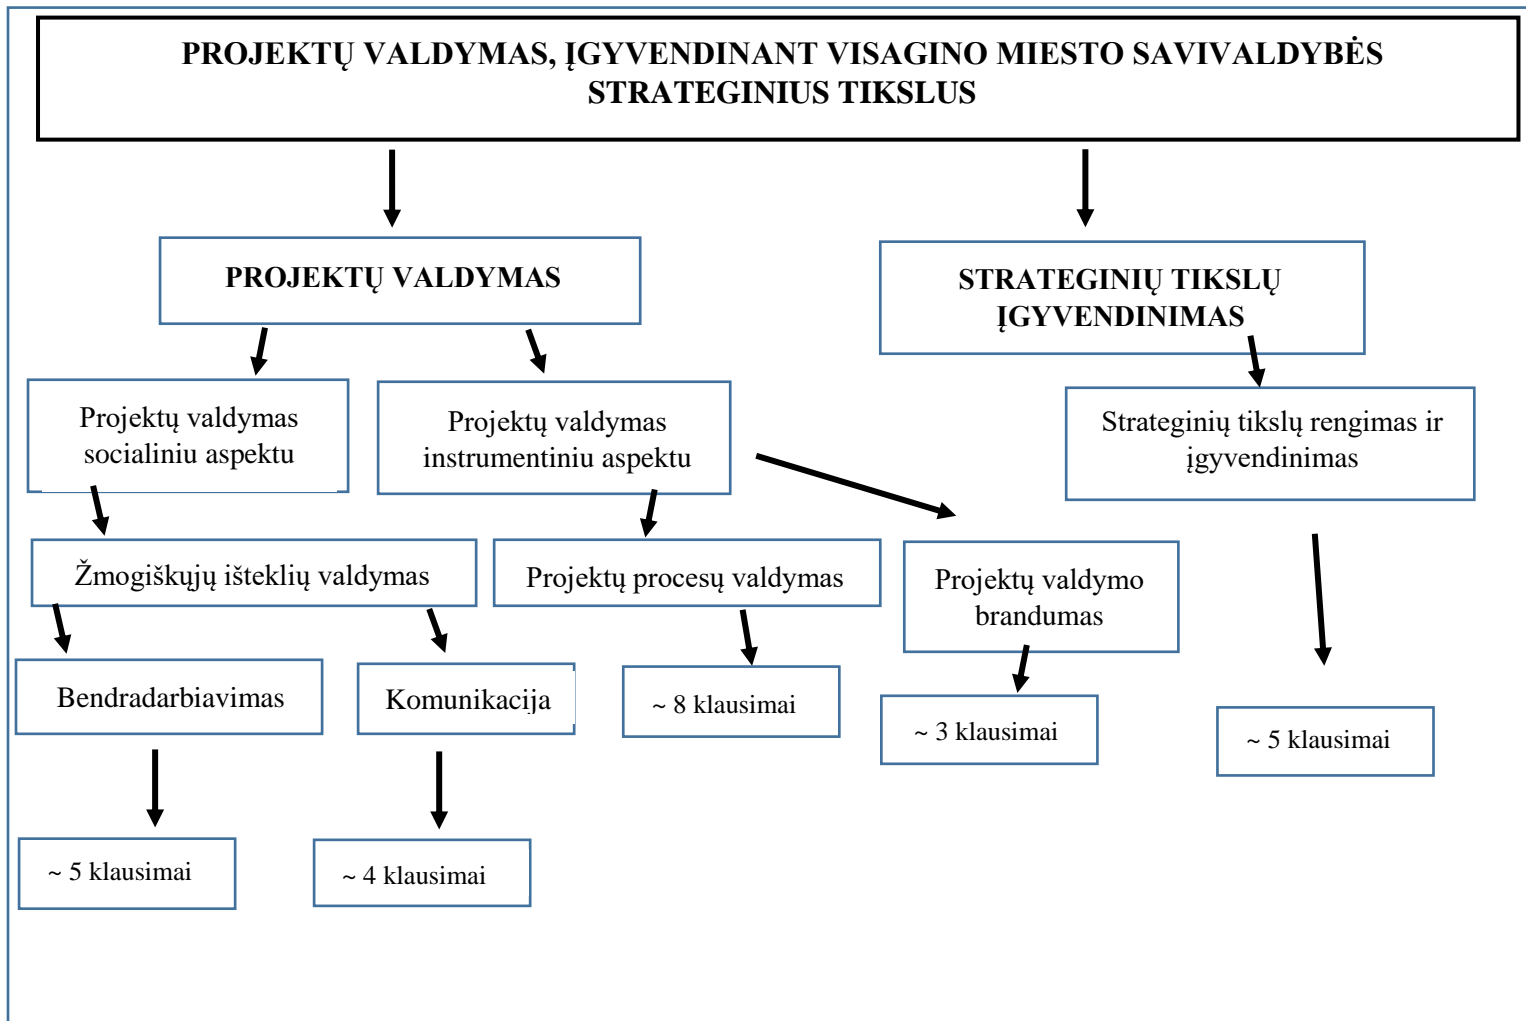 PROJEKTŲ VALDYMAS, ĮGYVENDINANT VISAGINO MIESTO SAVIVALDYBĖS
STRATEGINIUS TIKSLUS
PROJEKTŲ VALDYMAS
STRATEGINIŲ TIKSLŲ
ĮGYVENDINIMAS
Projektų valdymas
socialiniu aspektu
Projektų valdymas
instrumentiniu aspektu
Strateginių tikslų rengimas ir
įgyvendinimas
Žmogiškųjų išteklių valdymas
Projektų procesų valdymas
Projektų valdymo
brandumas
Bendradarbiavimas
Komunikacija
~ 8 klausimai
~ 3 klausimai
~ 5 klausimai
~ 5 klausimai
~ 4 klausimai